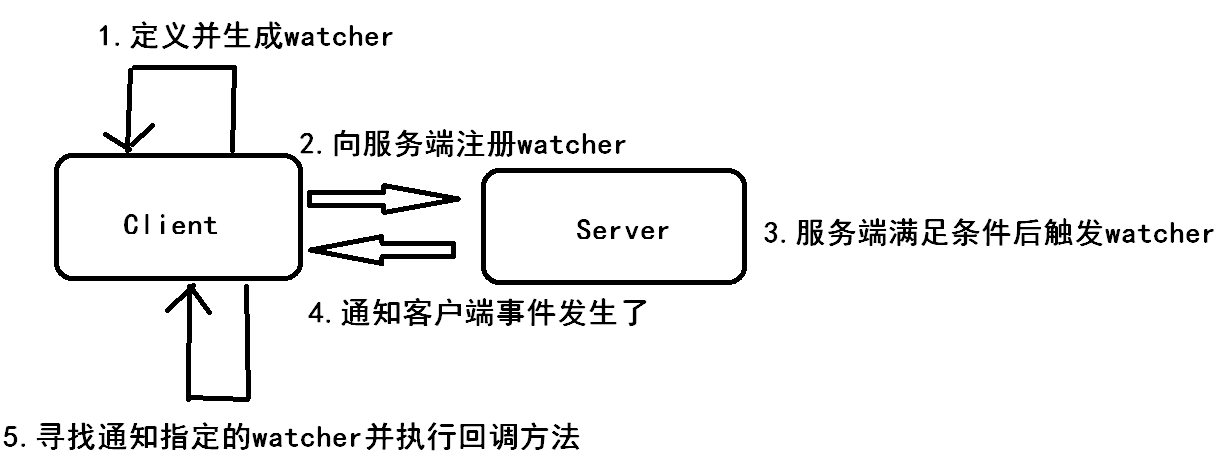 1.定义并生成watcher
2.向服务端注册watcher
Client
Server
3.服务端满足条件后触发watcher
4.通知客户端事件发生了
5.寻找通知指定的watcher并执行回调方法